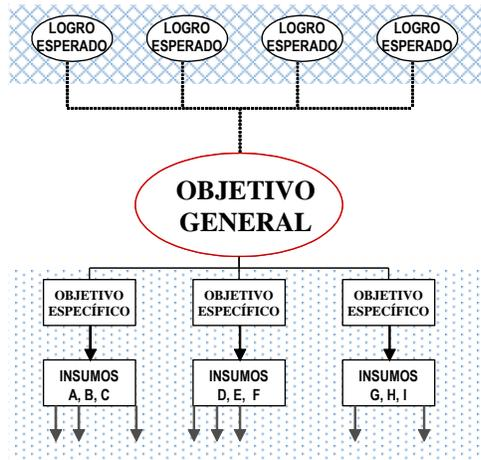 LOGRO
ESPERADO
LOGRO
ESPERADO
LOGRO
ESPERADO
LOGRO
ESPERADO
OBJETIVO
GENERAL
OBJETIVO
ESPECÍFICO
OBJETIVO
ESPECÍFICO
OBJETIVO
ESPECÍFICO
INSUMOS
A, B, C
INSUMOS
D, E, F
INSUMOS
G, H, I